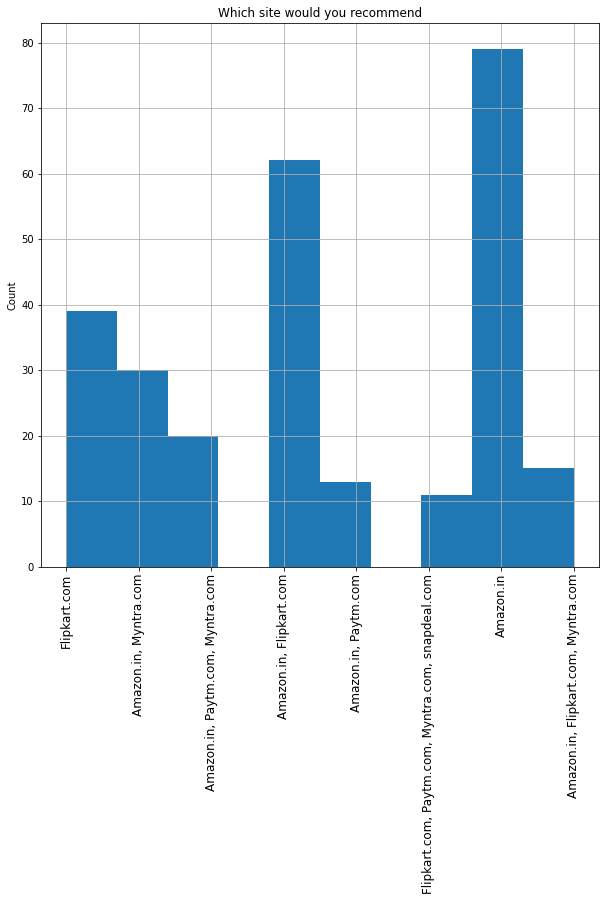 Which site would you recommend
Count
80
70
60
50
40
30
20
10
0
Flipkart.com
Amazon.in, Myntra.com
Amazon.in, Paytm.com, Myntra.com
Amazon.in, Flipkart.com
Amazon.in, Paytm.com
Flipkart.com, Paytm.com, Myntra.com, snapdeal.com
Amazon.in
Amazon.in, Flipkart.com, Myntra.com